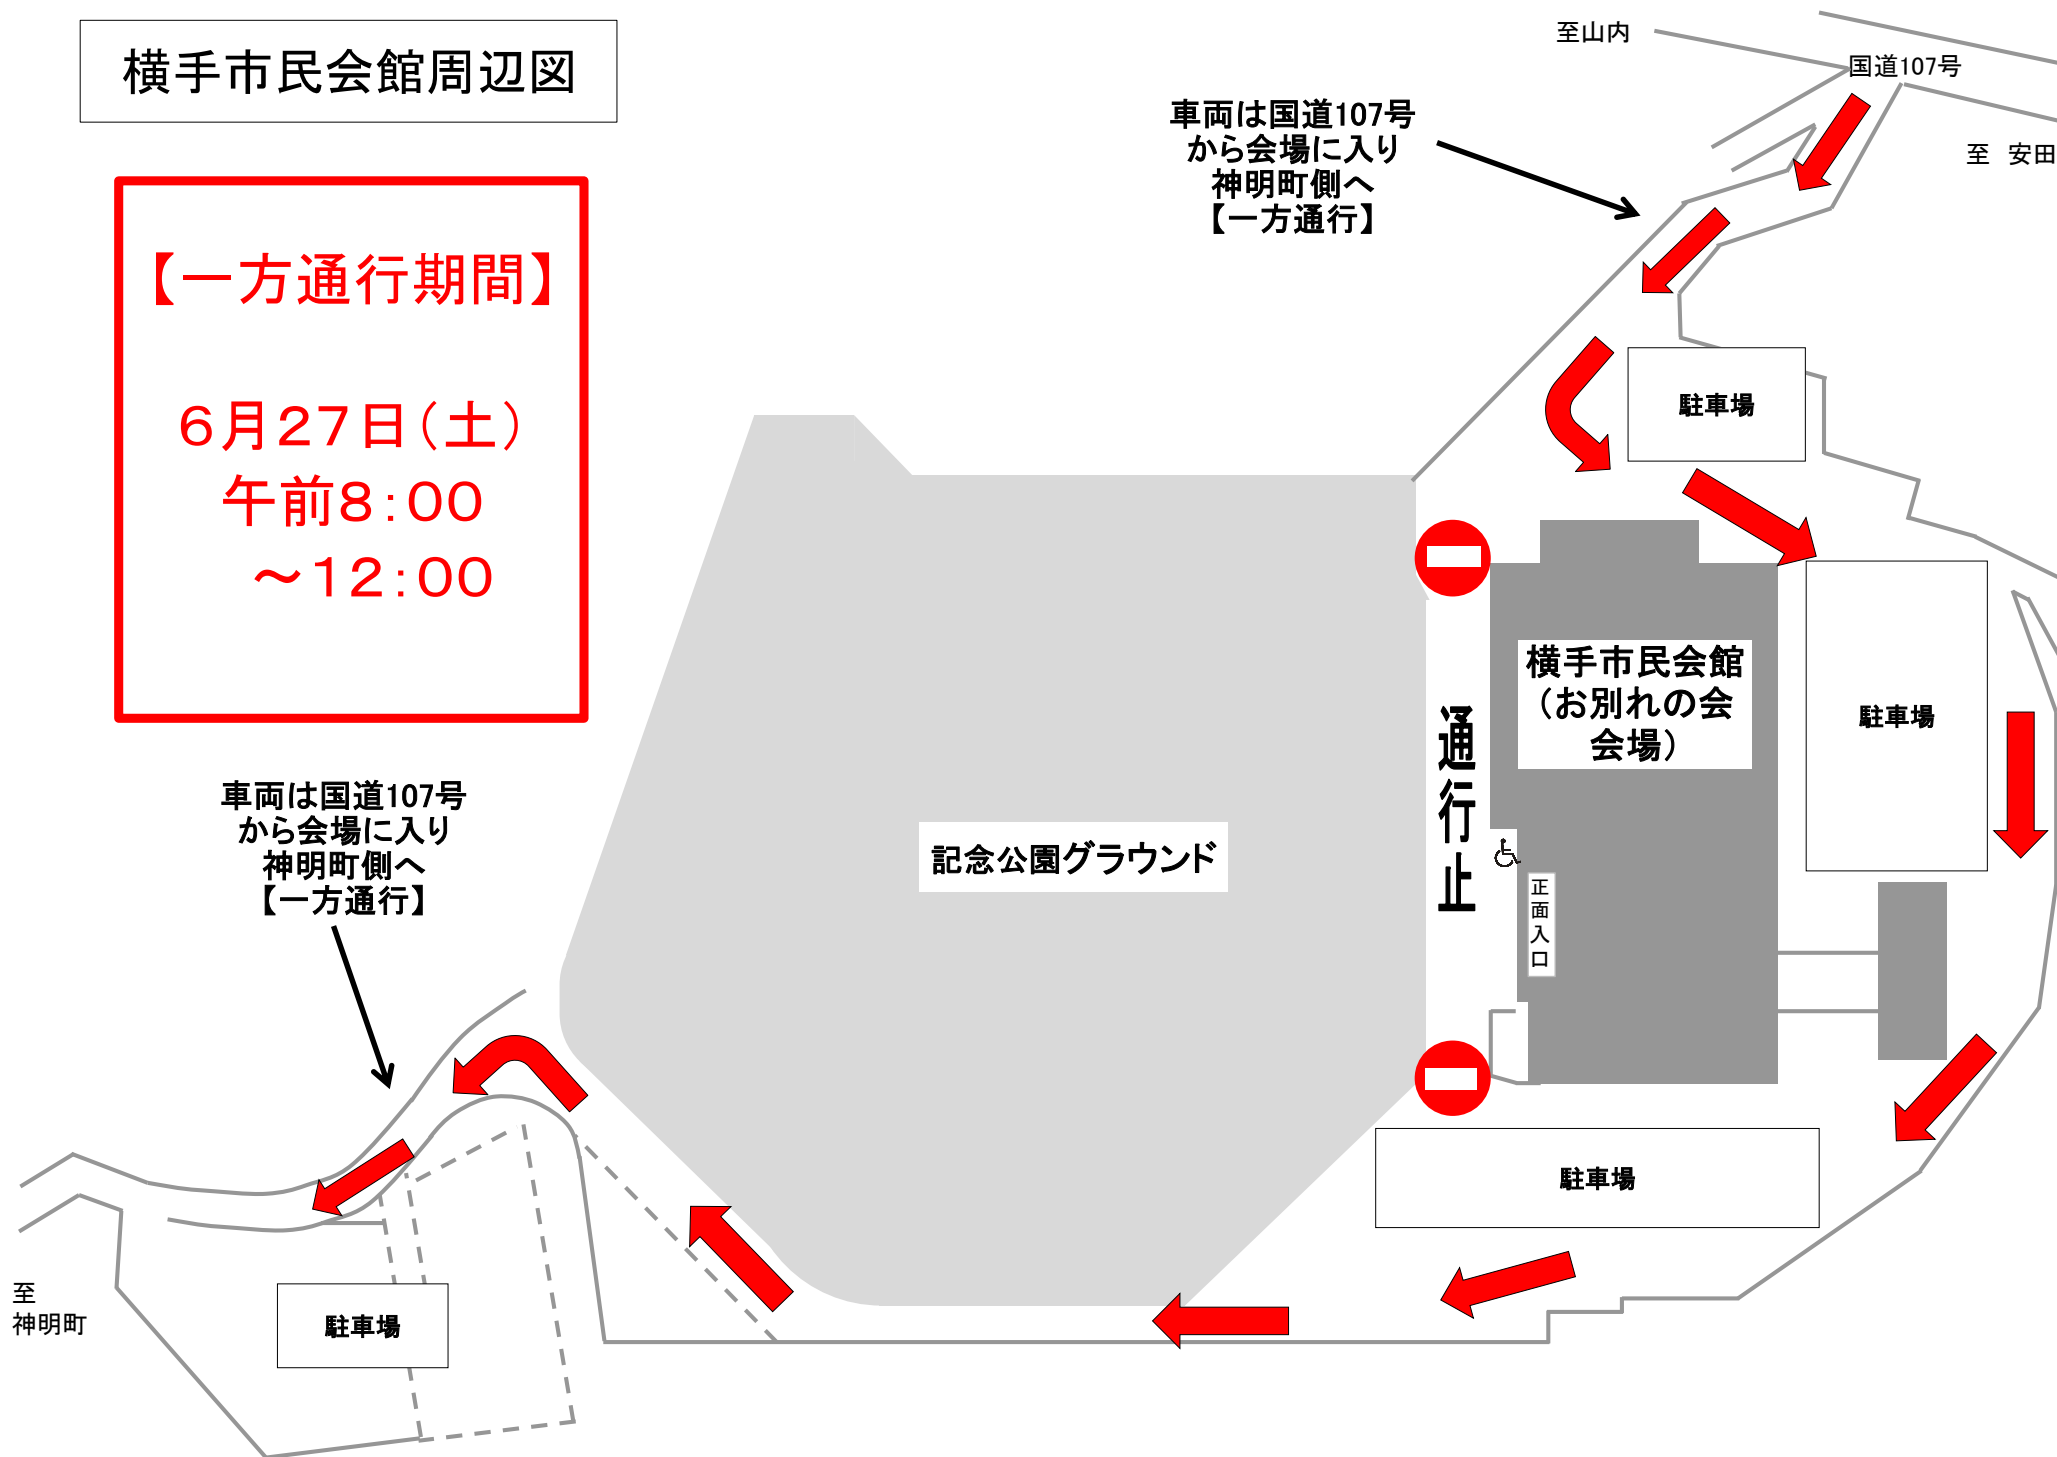 横手市民会館周辺図
【一方通行期間】
６月２７日（土）
午前８：００
～１２：００
至山内
国道107号
至　安田
車両は国道107号
から会場に入り
神明町側へ
【一方通行】
駐車場
横手市民会館
（お別れの会
会場）
駐車場
通行止
正面入口
記念公園グラウンド
車両は国道107号
から会場に入り
神明町側へ
【一方通行】
駐車場
至
神明町
駐車場